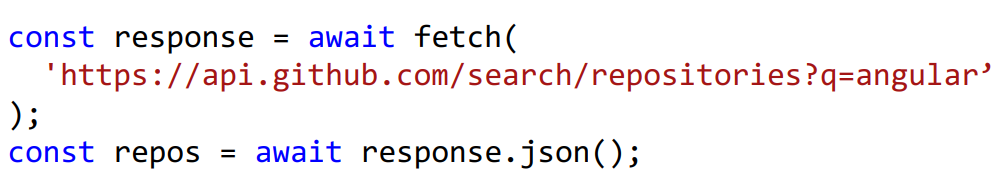 const response = await fetch(
  'https://api.github.com/search/repositories?q=angular’
);
const repos = await response.json();